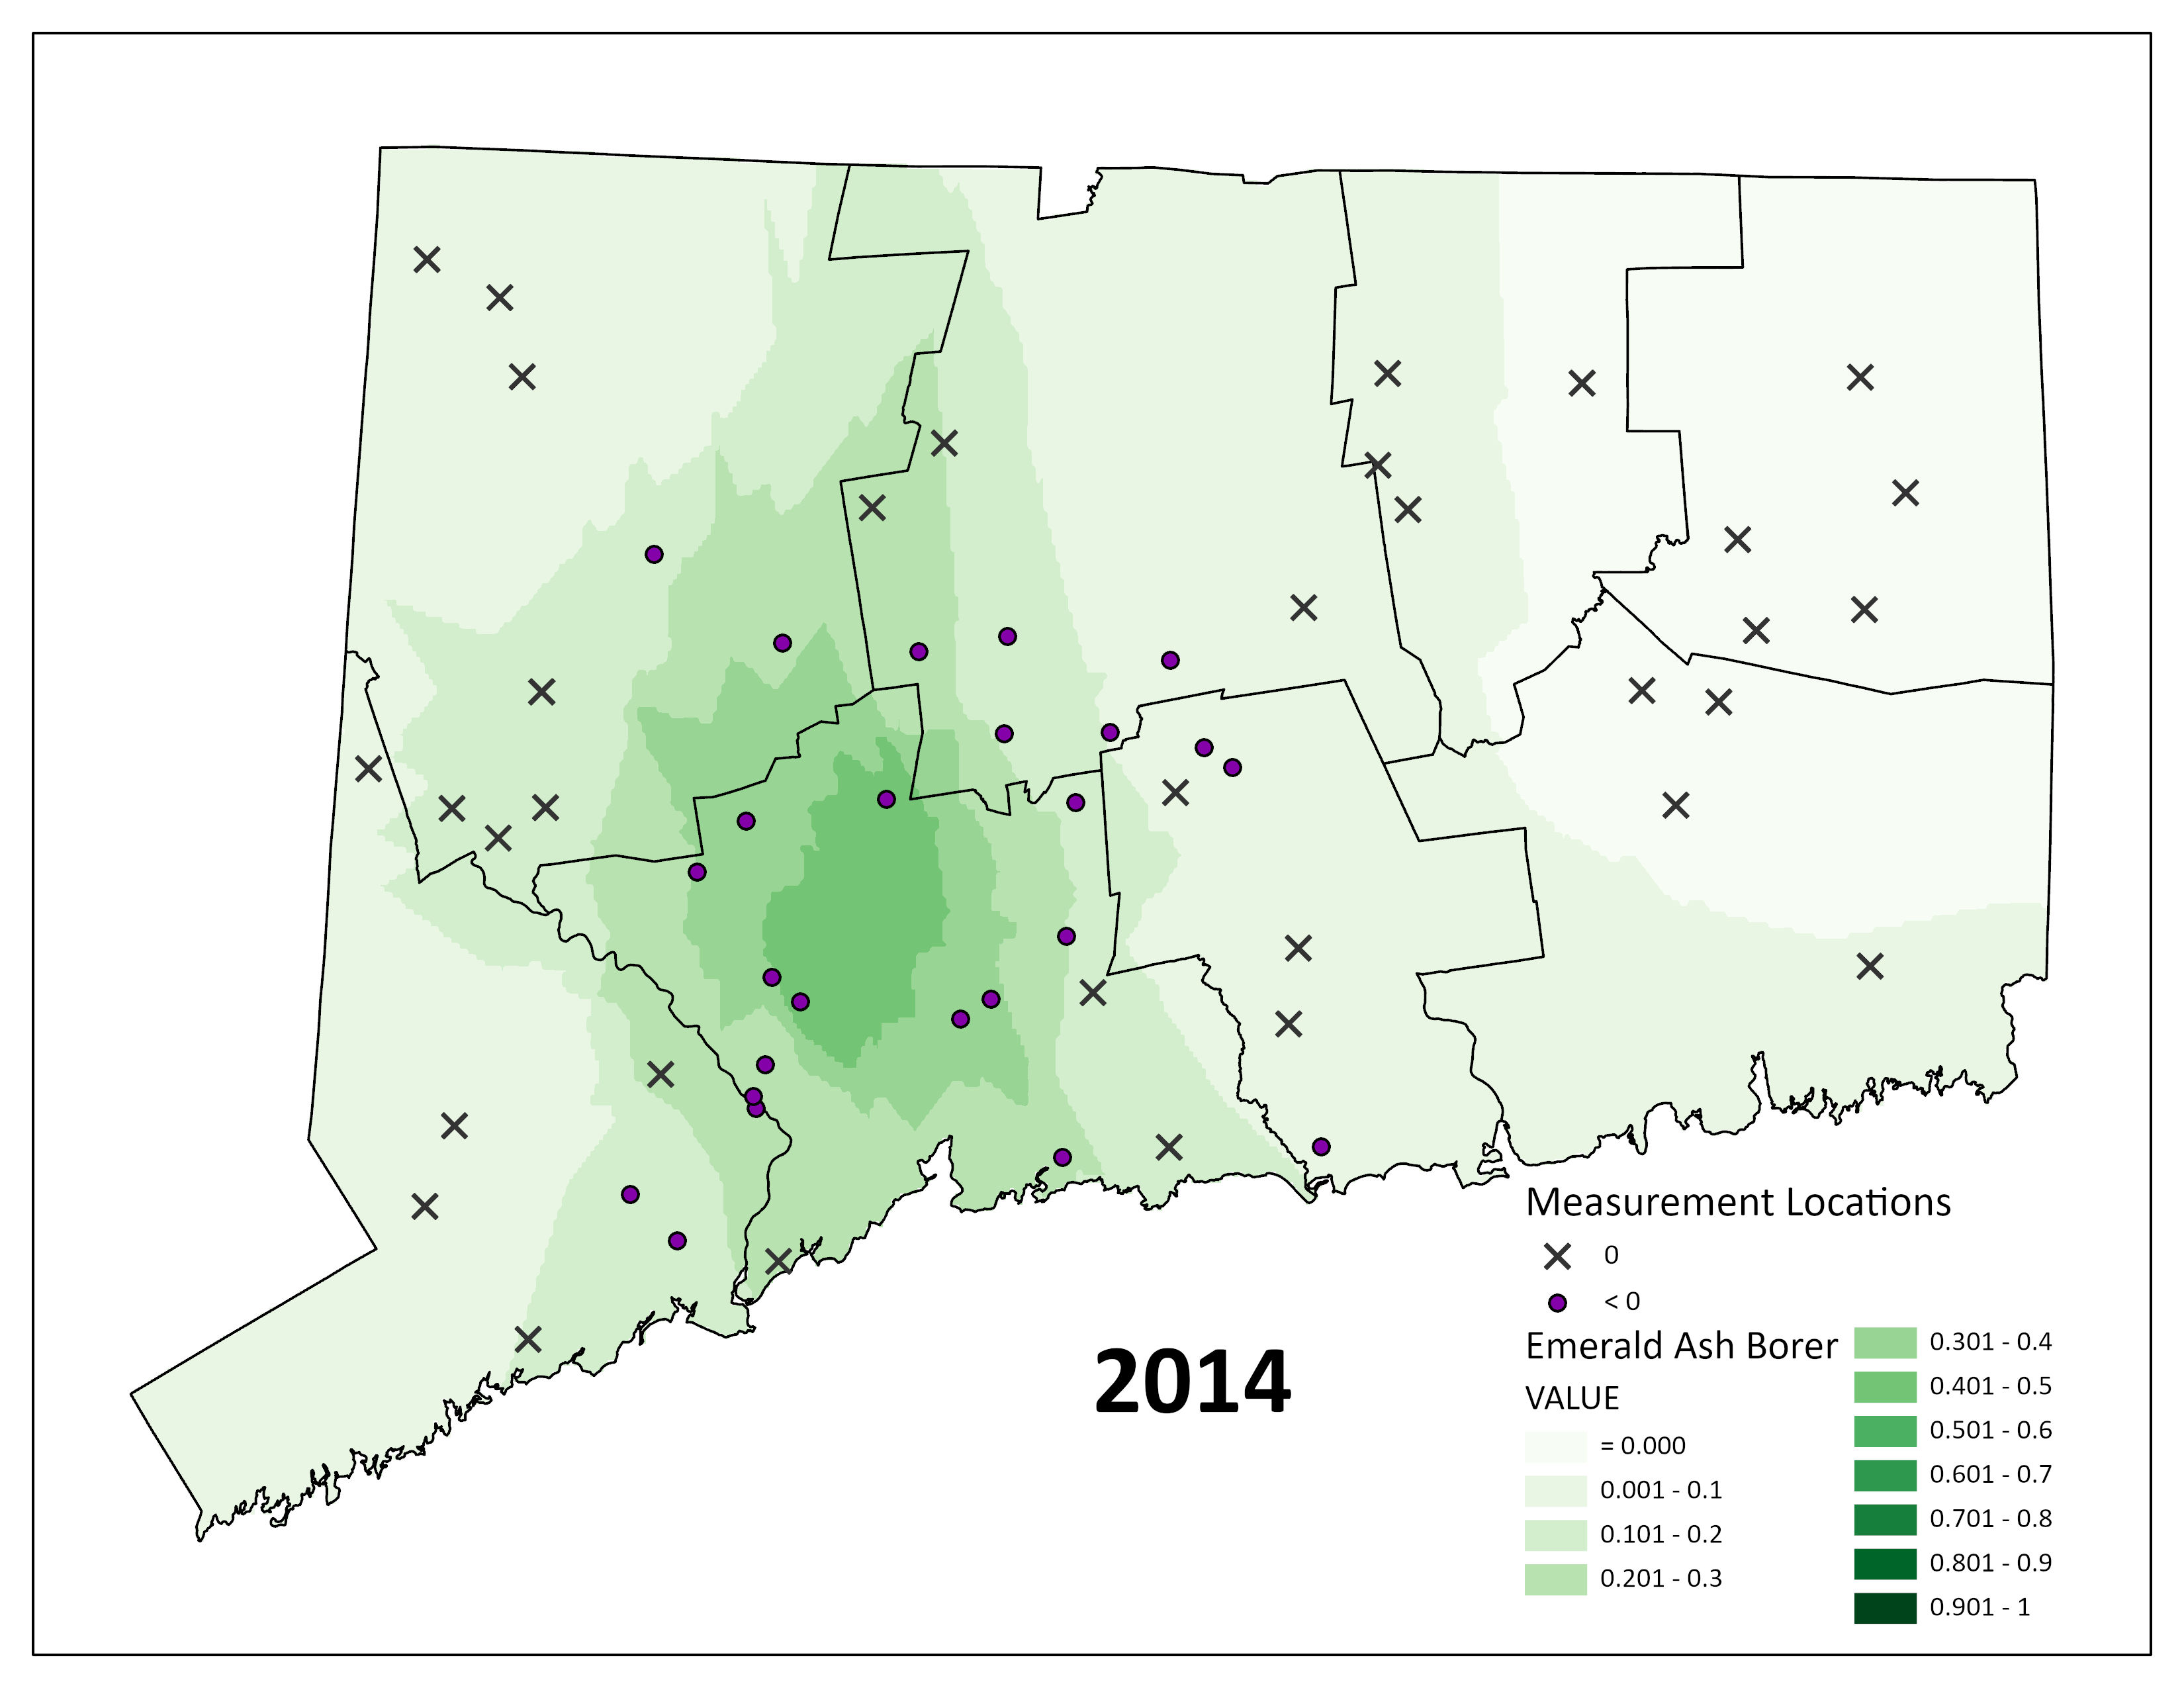 2014
Measurement Locations
0
< 0
Emerald Ash Borer
VALUE
= 0.000
0.001 - 0.1
0.101 - 0.2
0.201 - 0.3
0.301 - 0.4
0.401 - 0.5
0.501 - 0.6
0.601 - 0.7
0.701 - 0.8
0.801 - 0.9
0.901 - 1